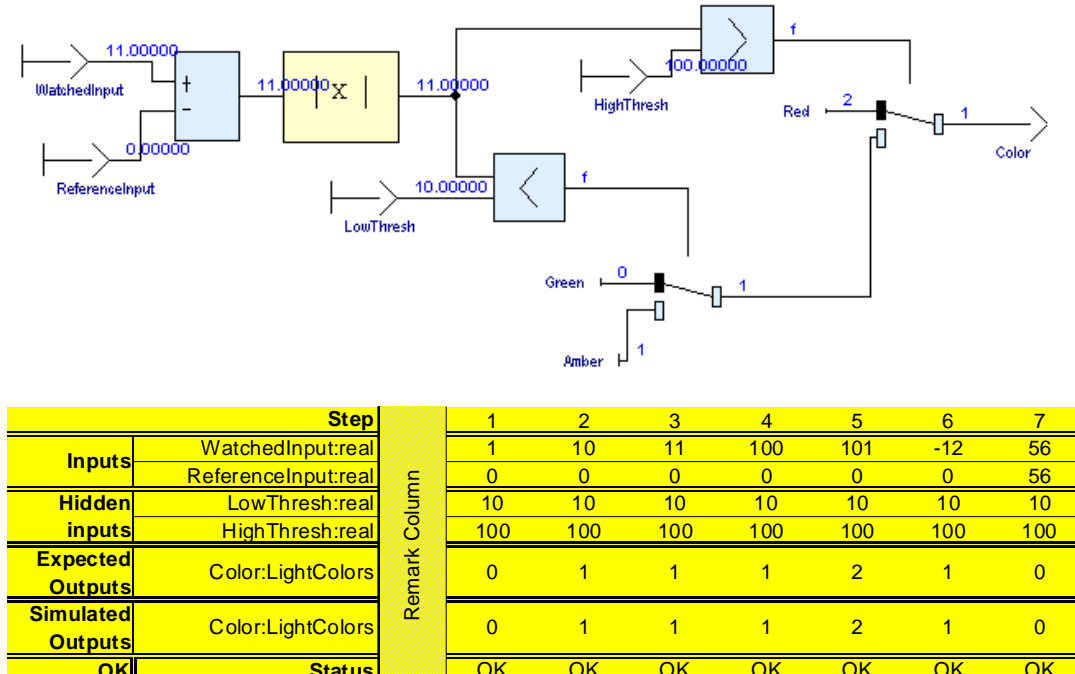 f
11.00000
WatchedInput
+
-
11.00000
|x|
11.00000
100.00000
HighThresh
Red
2
1
Color
0.00000
ReferenceInput
10.00000
LowThresh
f
Green
0
1
Amber
1
Step 1 2 3 4 5 6 7
Inputs WatchedInput:real 1 10 11 100 101 -12 56
ReferenceInput:real 0 0 0 0 0 0 56
Hidden inputs LowThresh:real 10 10 10 10 10 10 10
HighThresh:real 100 100 100 100 100 100 100
Remark Column
Expected Outputs Color:LightColors 0 1 1 1 2 1 0
Simulated Outputs Color:LightColors 0 1 1 1 2 1 0
OK Status OK OK OK OK OK OK OK